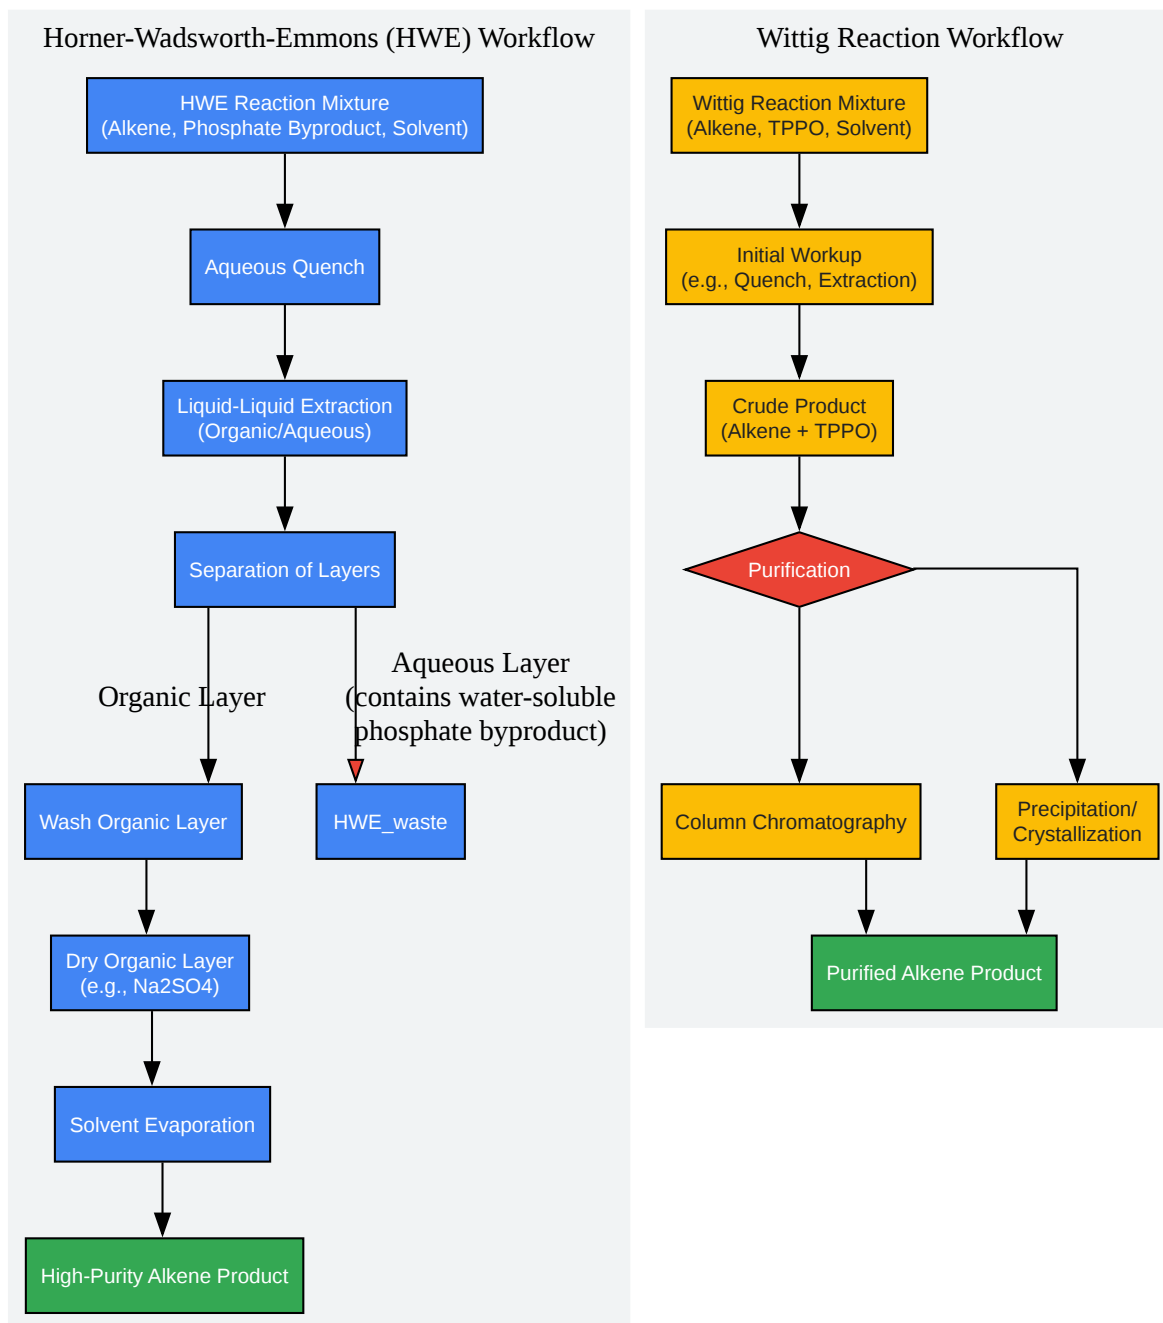 Horner-Wadsworth-Emmons (HWE) Workflow
HWE Reaction Mixture
(Alkene, Phosphate Byproduct, Solvent)
Aqueous Quench
Liquid-Liquid Extraction
(Organic/Aqueous)
Separation of Layers
Organic Layer
Aqueous Layer
(contains water-soluble
phosphate byproduct)
Wash Organic Layer
HWE_waste
Dry Organic Layer
(e.g., Na2SO4)
Solvent Evaporation
High-Purity Alkene Product
Wittig Reaction Workflow
Wittig Reaction Mixture
(Alkene, TPPO, Solvent)
Initial Workup
(e.g., Quench, Extraction)
Crude Product
(Alkene + TPPO)
Purification
Column Chromatography
Precipitation/
Crystallization
Purified Alkene Product